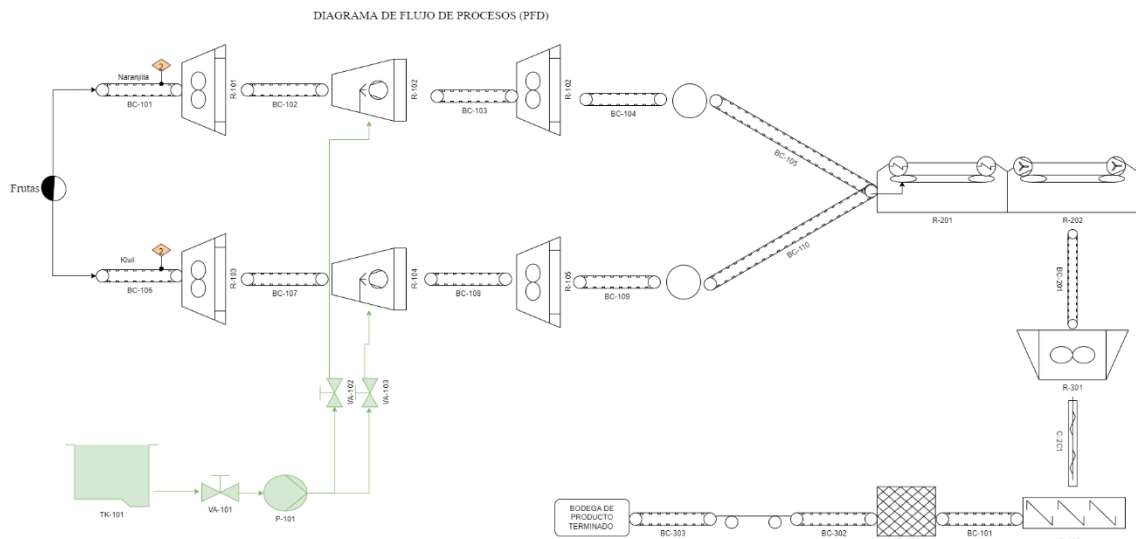 DIAGRAMA DE FLUJO DE PROCESOS (PFD)
Naranjilla
2
BC-101
R-101
BC-102
R-102
BC-103
R-102
BC-104
BC-105
Frutas
R-201
R-202
Kiwi
2
BC-106
R-103
BC-107
R-104
BC-108
R-105
BC-109
BC-110
BC-201
R-301
VA-102
VA-103
C-2C1
TK-101
VA-101
P-101
BODEGA DE
PRODUCTO
TERMINADO
BC-303
BC-302
BC-101